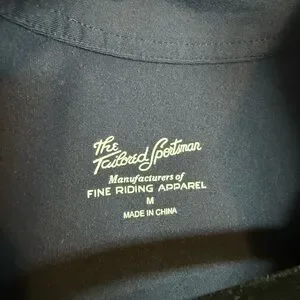 The
Tailored Sportsman
Manufacturers of
FINE RIDING APPAREL
M
MADE IN CHINA